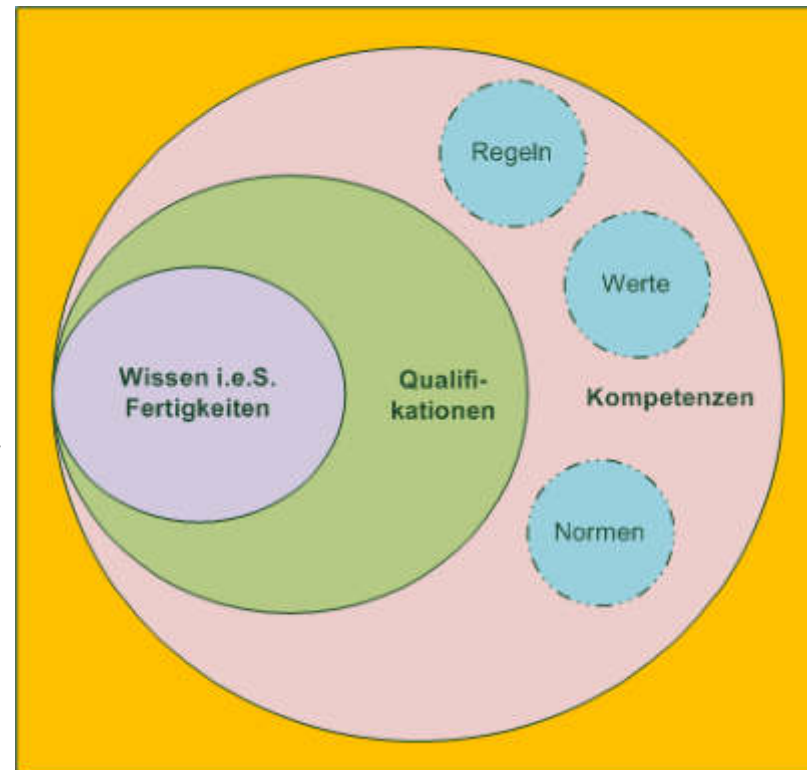 Regeln
Werte
Wissen i.e.S.
Fertigkeiten
Qualifi-
kationen
Kompetenzen
Normen